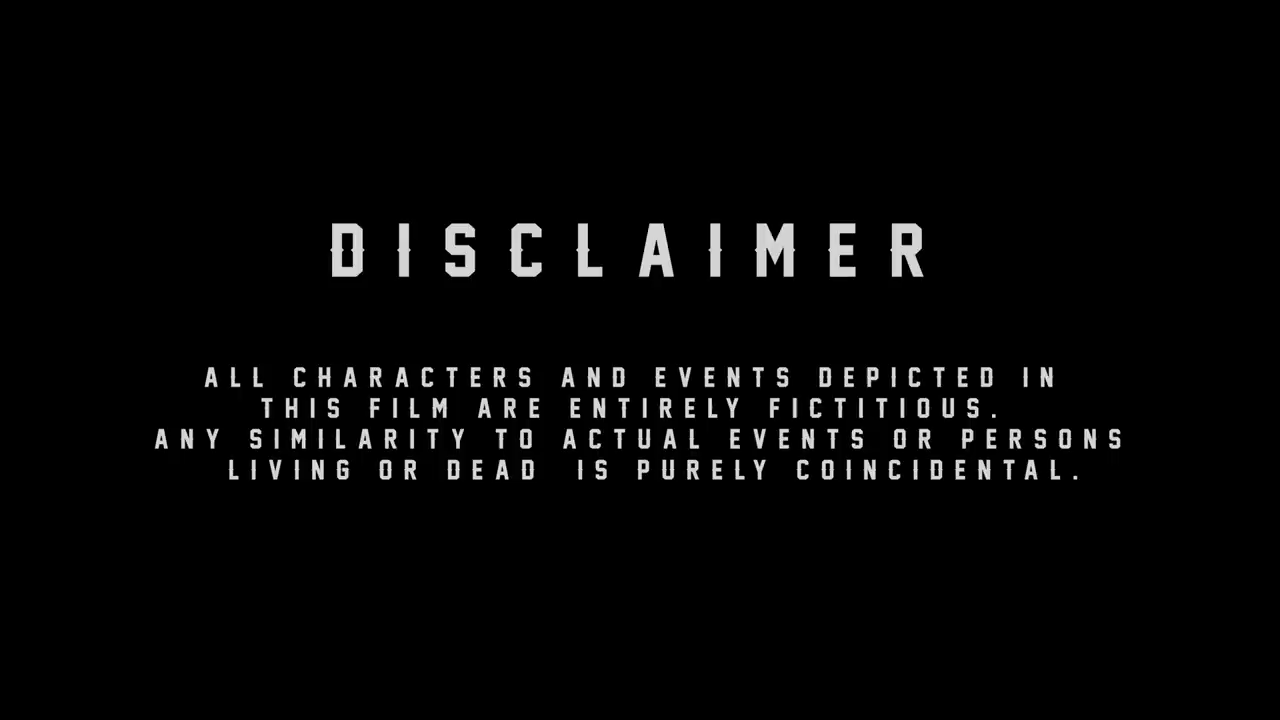 DISCLAIMER
ALL CHARACTERS AND EVENTS DEPICTED IN
THIS FILM ARE ENTIRELY FICTITIOUS.
ANY SIMILARITY TO ACTUAL EVENTS OR PERSONS
LIVING OR DEAD IS PURELY COINCIDENTAL.